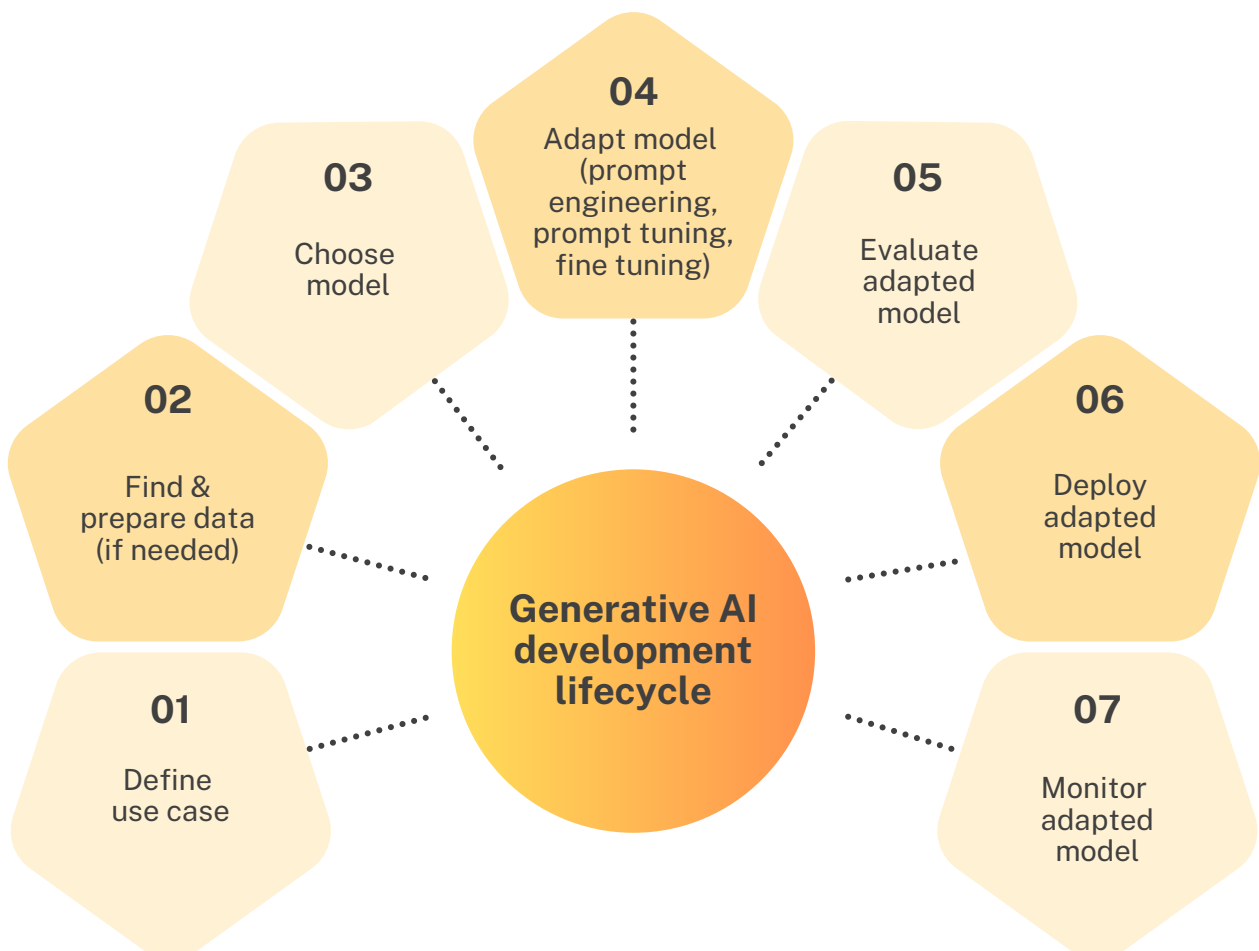 01
Define
use case
02
Find &
prepare data
(if needed)
03
Choose
model
04
Adapt model
(prompt
engineering,
prompt tuning,
fine tuning)
05
Evaluate
adapted
model
06
Deploy
adapted
model
07
Monitor
adapted
model
Generative AI
development
lifecycle